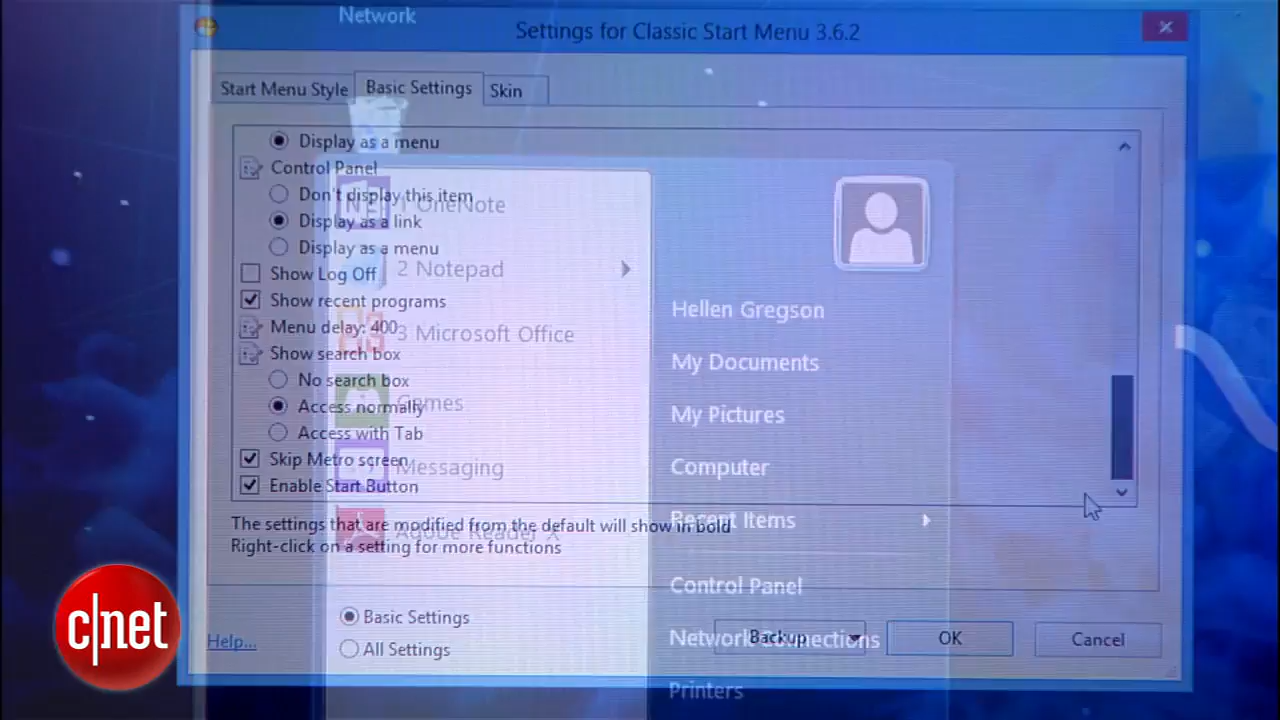 Network
Settings for Classic Start Menu 3.6.2
Start Menu Style
Basic Settings
Skin
Display as a menu
Control Panel
Don't display this item
Display as a link
Display as a menu
Show Log Off
Show recent programs
Menu delay: 400
Show search box
No search box
Access normally
Access with Tab
Skip Metro screen
Enable Start Button
The settings that are modified from the default will show in bold
Right-click on a setting for more functions
Basic Settings
All Settings
Help...
Backup
OK
Cancel
1 OneNote
2 Notepad
3 Microsoft Office
Games
Messaging
Adobe Reader X
Hellen Gregson
My Documents
My Pictures
Computer
Recent Items
Control Panel
Network Connections
Printers
c|net